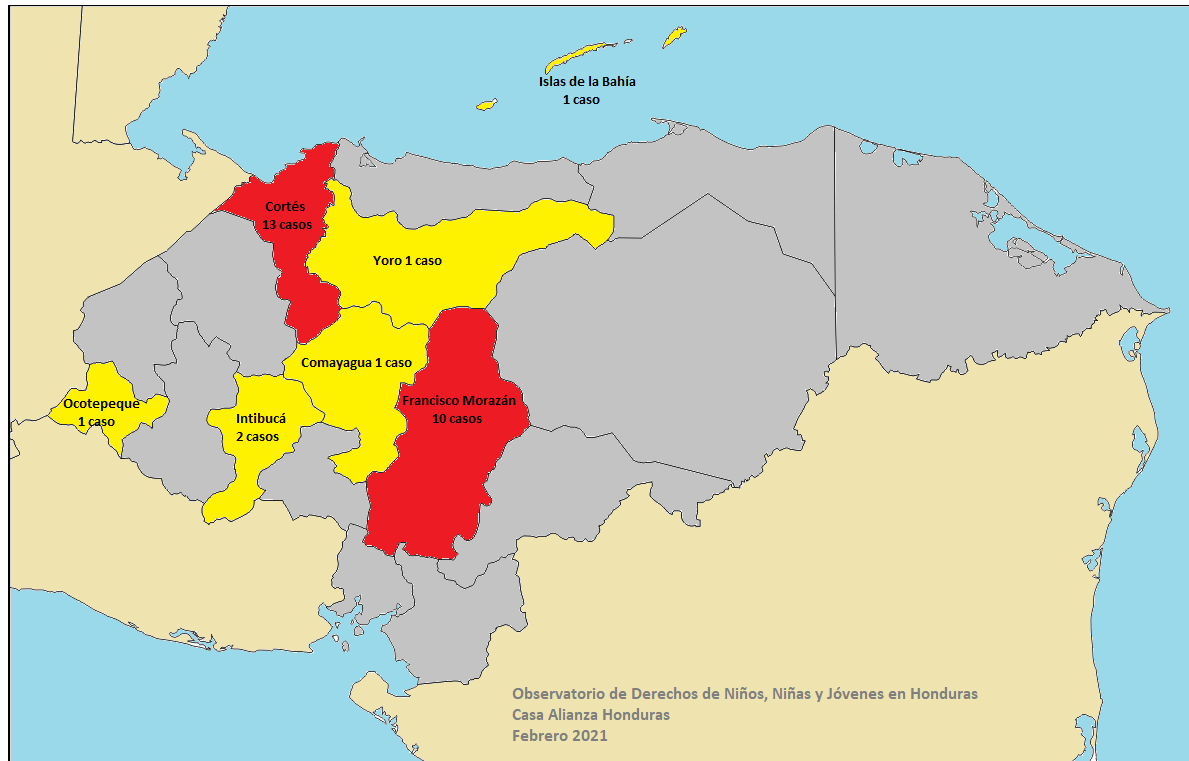 Islas de la Bahía
1 caso
Cortés
13 casos
Yoro 1 caso
Comayagua 1 caso
Ocotepeque
1 caso
Intibucá
2 casos
Francisco Morazán
10 casos
Observatorio de Derechos de Niños, Niñas y Jóvenes en Honduras
Casa Alianza Honduras
Febrero 2021